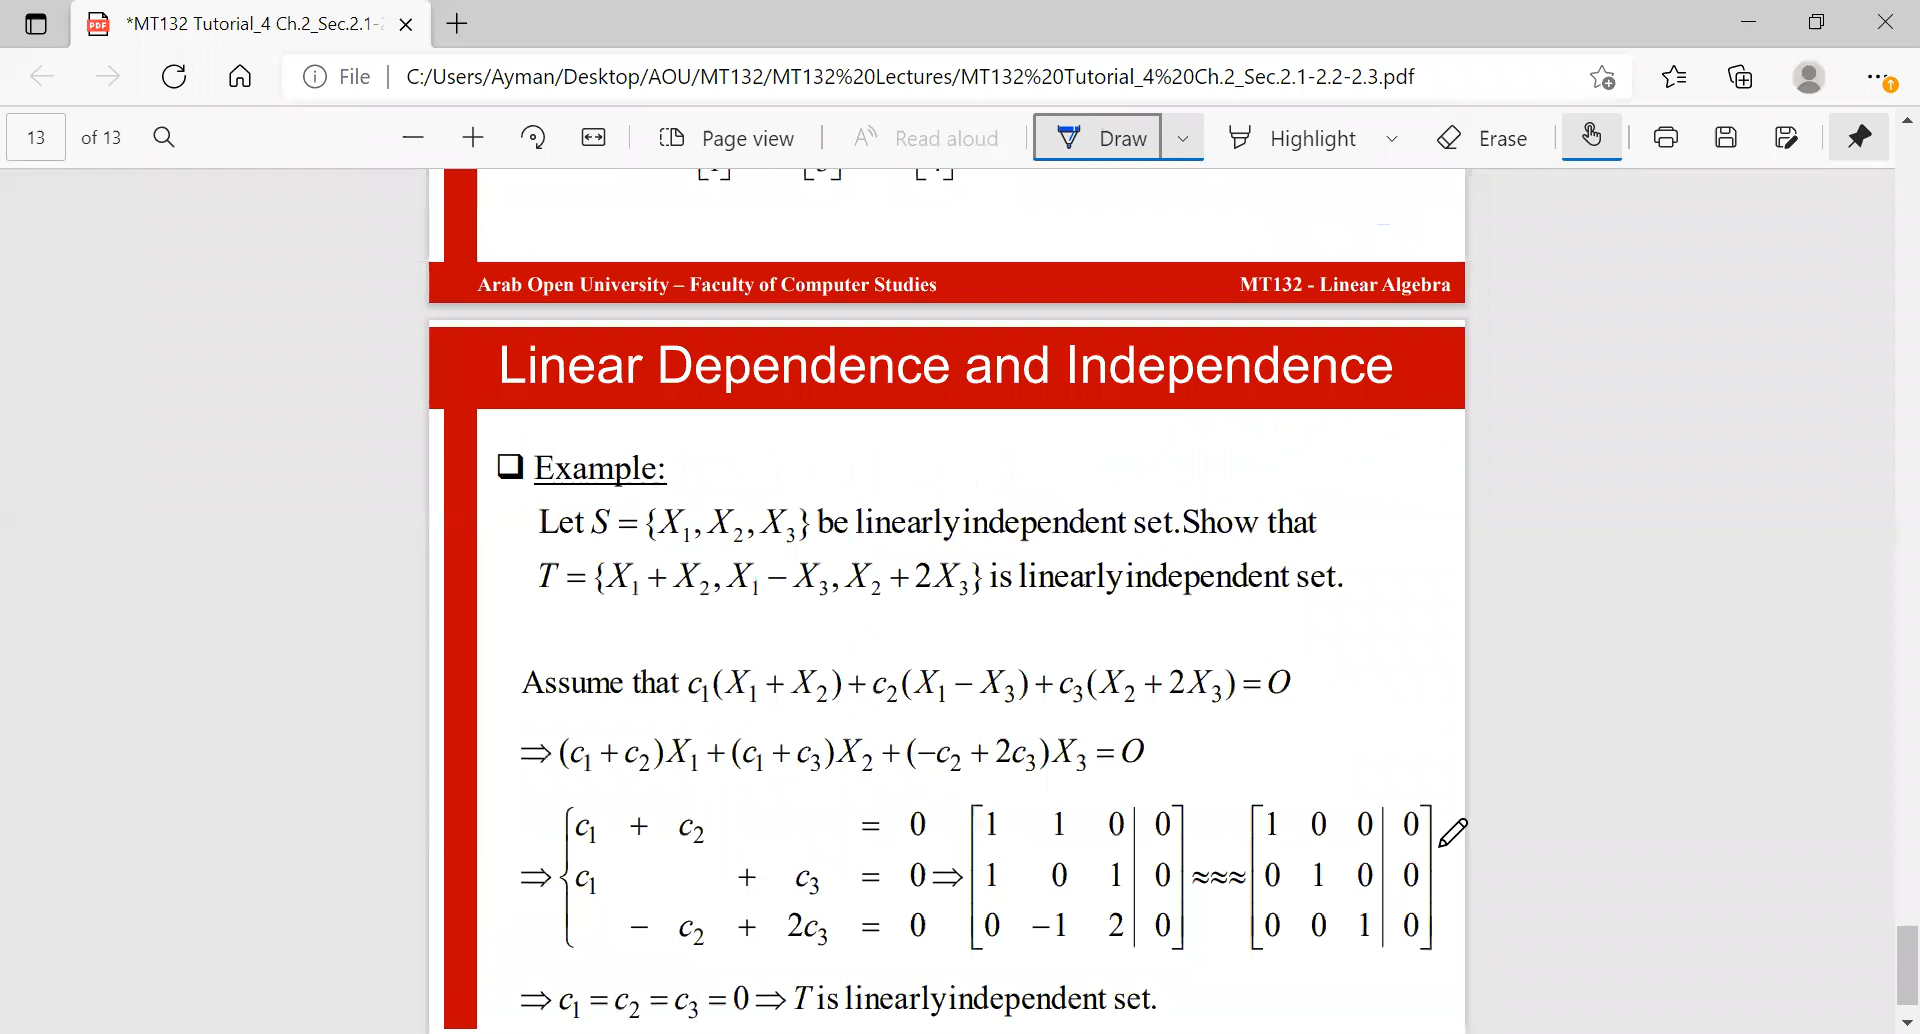 *MT132 Tutorial_4 Ch.2_Sec.2.1-
File | C:/Users/Ayman/Desktop/AOU/MT132/MT132%20Lectures/MT132%20Tutorial_4%20Ch.2_Sec.2.1-2.2-2.3.pdf
13 of 13 Page view Read aloud Draw Highlight Erase
Arab Open University – Faculty of Computer Studies MT132 - Linear Algebra
Linear Dependence and Independence
❑ Example:
Let S = {X₁, X₂, X₃} be linearly independent set. Show that
T = {X₁ + X₂, X₁ − X₃, X₂ + 2X₃} is linearly independent set.
Assume that c₁(X₁ + X₂) + c₂(X₁ − X₃) + c₃(X₂ + 2X₃) = O
⇒ (c₁ + c₂)X₁ + (c₁ + c₃)X₂ + (−c₂ + 2c₃)X₃ = O
c₁ + c₂ = 0 [1 1 0 | 0] [1 0 0 | 0]
⇒ { c₁ + c₃ = 0 ⇒ [1 0 1 | 0] ≈≈≈ [0 1 0 | 0]
− c₂ + 2c₃ = 0 [0 −1 2 | 0] [0 0 1 | 0]
⇒ c₁ = c₂ = c₃ = 0 ⇒ T is linearly independent set.